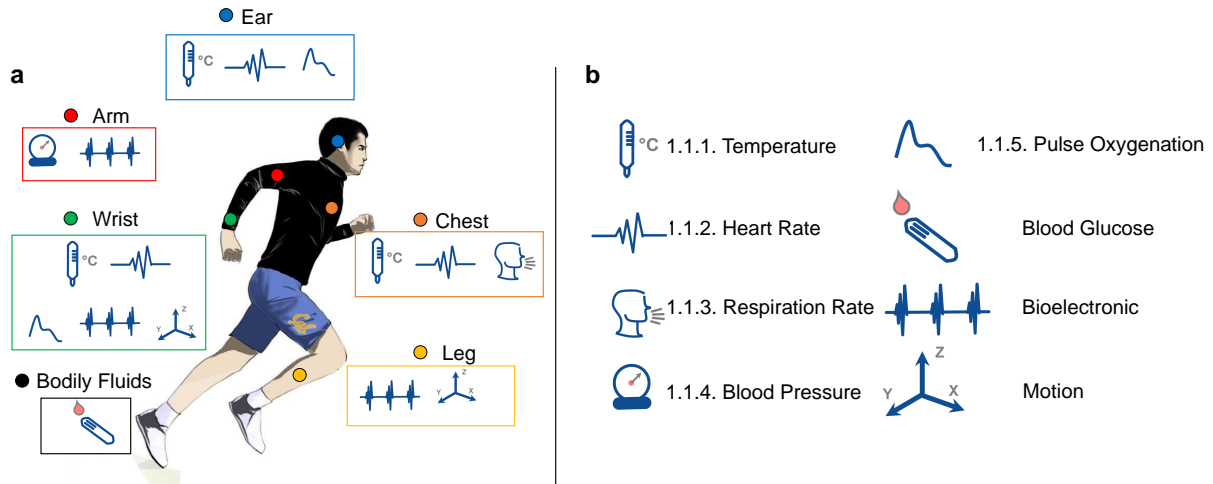 a
Ear
°C
Arm
Wrist
°C
Z
Y
X
Bodily Fluids
Chest
°C
Leg
Z
Y
X
b
°C
1.1.1. Temperature
1.1.2. Heart Rate
1.1.3. Respiration Rate
1.1.4. Blood Pressure
1.1.5. Pulse Oxygenation
Blood Glucose
Bioelectronic
Z
Y
X
Motion